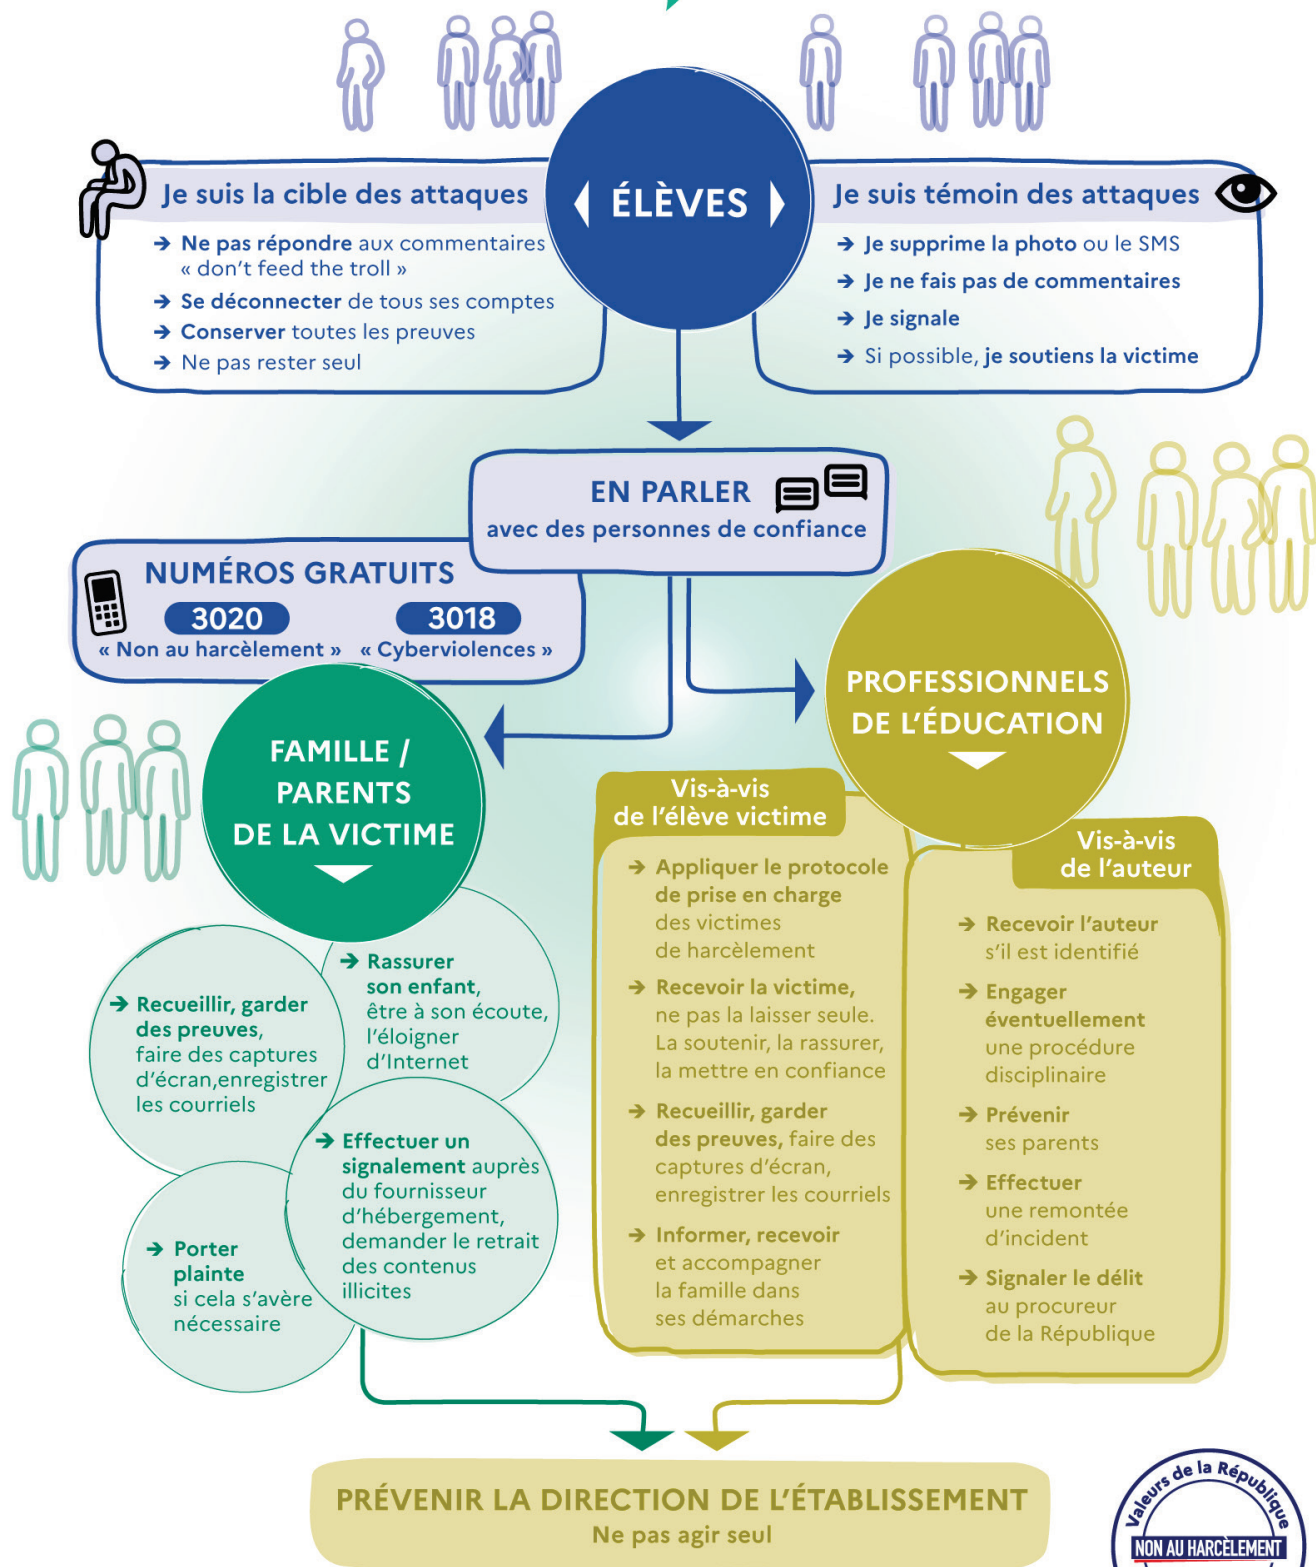 ÉLÈVES
Je suis la cible des attaques
→ Ne pas répondre aux commentaires
« don't feed the troll »
→ Se déconnecter de tous ses comptes
→ Conserver toutes les preuves
→ Ne pas rester seul
Je suis témoin des attaques
→ Je supprime la photo ou le SMS
→ Je ne fais pas de commentaires
→ Je signale
→ Si possible, je soutiens la victime
EN PARLER
avec des personnes de confiance
NUMÉROS GRATUITS
3020 3018
« Non au harcèlement » « Cyberviolences »
FAMILLE /
PARENTS
DE LA VICTIME
→ Rassurer
son enfant,
être à son écoute,
l'éloigner
d'Internet
→ Recueillir, garder
des preuves,
faire des captures
d'écran,enregistrer
les courriels
→ Effectuer un
signalement auprès
du fournisseur
d'hébergement,
demander le retrait
des contenus
illicites
→ Porter
plainte
si cela s'avère
nécessaire
PROFESSIONNELS
DE L'ÉDUCATION
Vis-à-vis
de l'élève victime
→ Appliquer le protocole
de prise en charge
des victimes
de harcèlement
→ Recevoir la victime,
ne pas la laisser seule.
La soutenir, la rassurer,
la mettre en confiance
→ Recueillir, garder
des preuves, faire des
captures d'écran,
enregistrer les courriels
→ Informer, recevoir
et accompagner
la famille dans
ses démarches
Vis-à-vis
de l'auteur
→ Recevoir l'auteur
s'il est identifié
→ Engager
éventuellement
une procédure
disciplinaire
→ Prévenir
ses parents
→ Effectuer
une remontée
d'incident
→ Signaler le délit
au procureur
de la République
PRÉVENIR LA DIRECTION DE L'ÉTABLISSEMENT
Ne pas agir seul
Valeurs de la République
NON AU HARCÈLEMENT